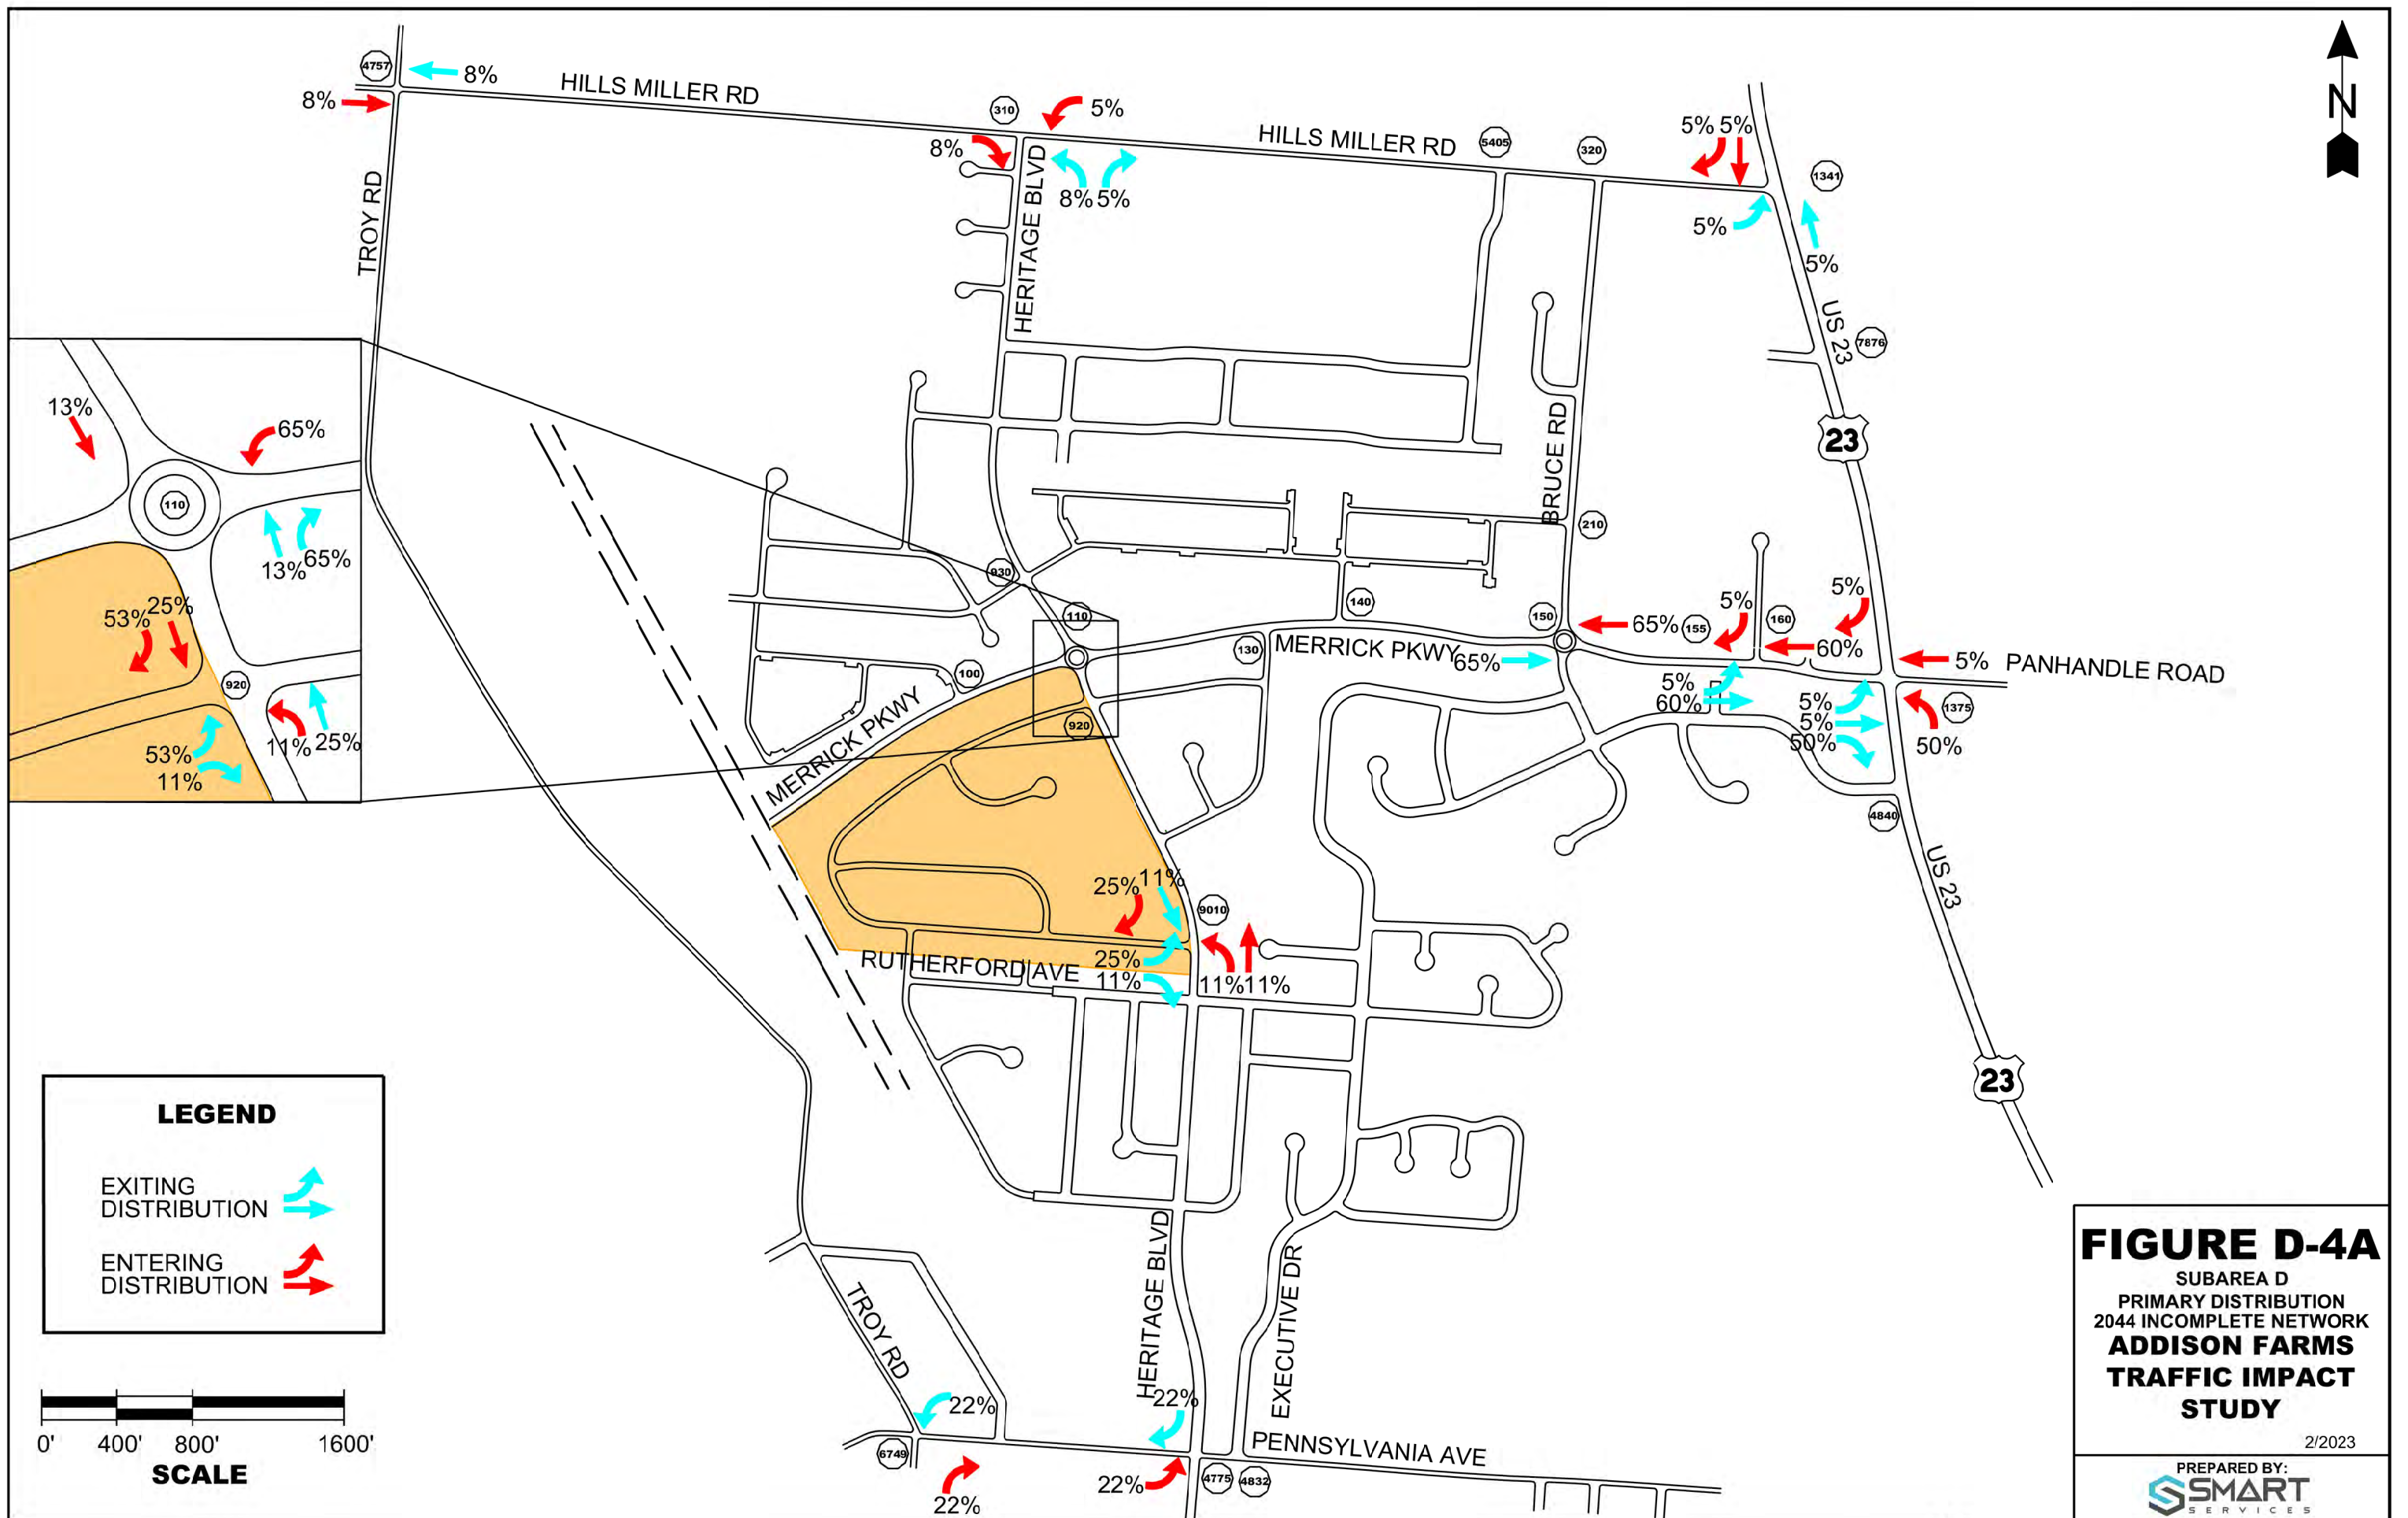 4757
8%
8%
HILLS MILLER RD
310
5%
8%
8% 5%
HERITAGE BLVD
HILLS MILLER RD
5405
320
5% 5%
1341
5%
5%
N
TROY RD
US 23
7876
23
13%
65%
110
13% 65%
53% 25%
920
53%
11%
11% 25%
BRUCE RD
210
930
110
140
150
65%
155
5%
160
5%
60%
100
130
MERRICK PKWY
65%
5%
PANHANDLE ROAD
5%
60%
5%
5%
50%
1375
50%
MERRICK PKWY
920
4840
US 23
25% 11%
9010
RUTHERFORD AVE
25%
11%
11% 11%
23
LEGEND
EXITING
DISTRIBUTION
ENTERING
DISTRIBUTION
0' 400' 800' 1600'
SCALE
TROY RD
HERITAGE BLVD
EXECUTIVE DR
22%
22%
6749
22%
22%
4775
4832
PENNSYLVANIA AVE
FIGURE D-4A
SUBAREA D
PRIMARY DISTRIBUTION
2044 INCOMPLETE NETWORK
ADDISON FARMS
TRAFFIC IMPACT
STUDY
2/2023
PREPARED BY:
SMART
SERVICES